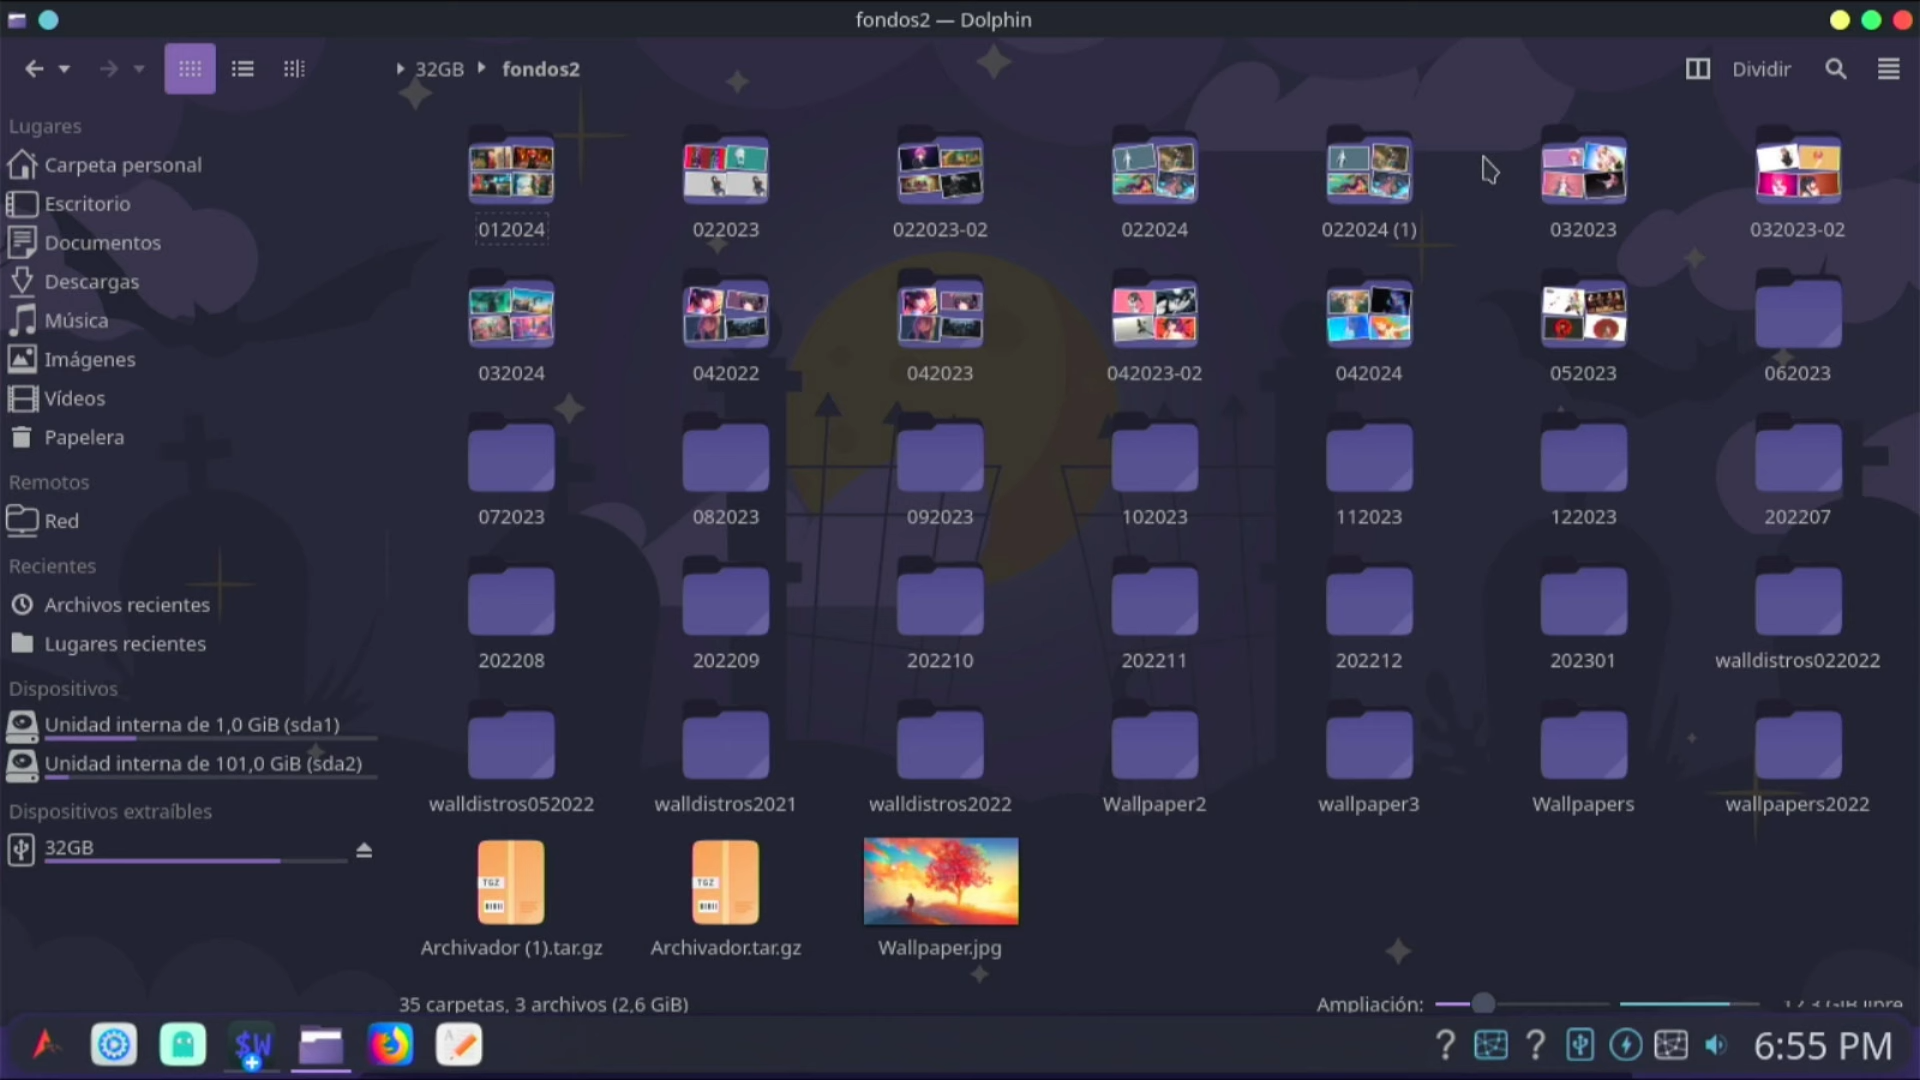 fondos2 — Dolphin
32GB
fondos2
Dividir
Lugares
Carpeta personal
Escritorio
Documentos
Descargas
Música
Imágenes
Vídeos
Papelera
Remotos
Red
Recientes
Archivos recientes
Lugares recientes
Dispositivos
Unidad interna de 1,0 GiB (sda1)
Unidad interna de 101,0 GiB (sda2)
Dispositivos extraíbles
32GB
012024
022023
022023-02
022024
022024 (1)
032023
032023-02
032024
042022
042023
042023-02
042024
052023
062023
072023
082023
092023
102023
112023
122023
202207
202208
202209
202210
202211
202212
202301
walldistros022022
walldistros052022
walldistros2021
walldistros2022
Wallpaper2
wallpaper3
Wallpapers
wallpapers2022
TGZ
TGZ
Archivador (1).tar.gz
Archivador.tar.gz
Wallpaper.jpg
35 carpetas, 3 archivos (2,6 GiB)
Ampliación:
$W
6:55 PM